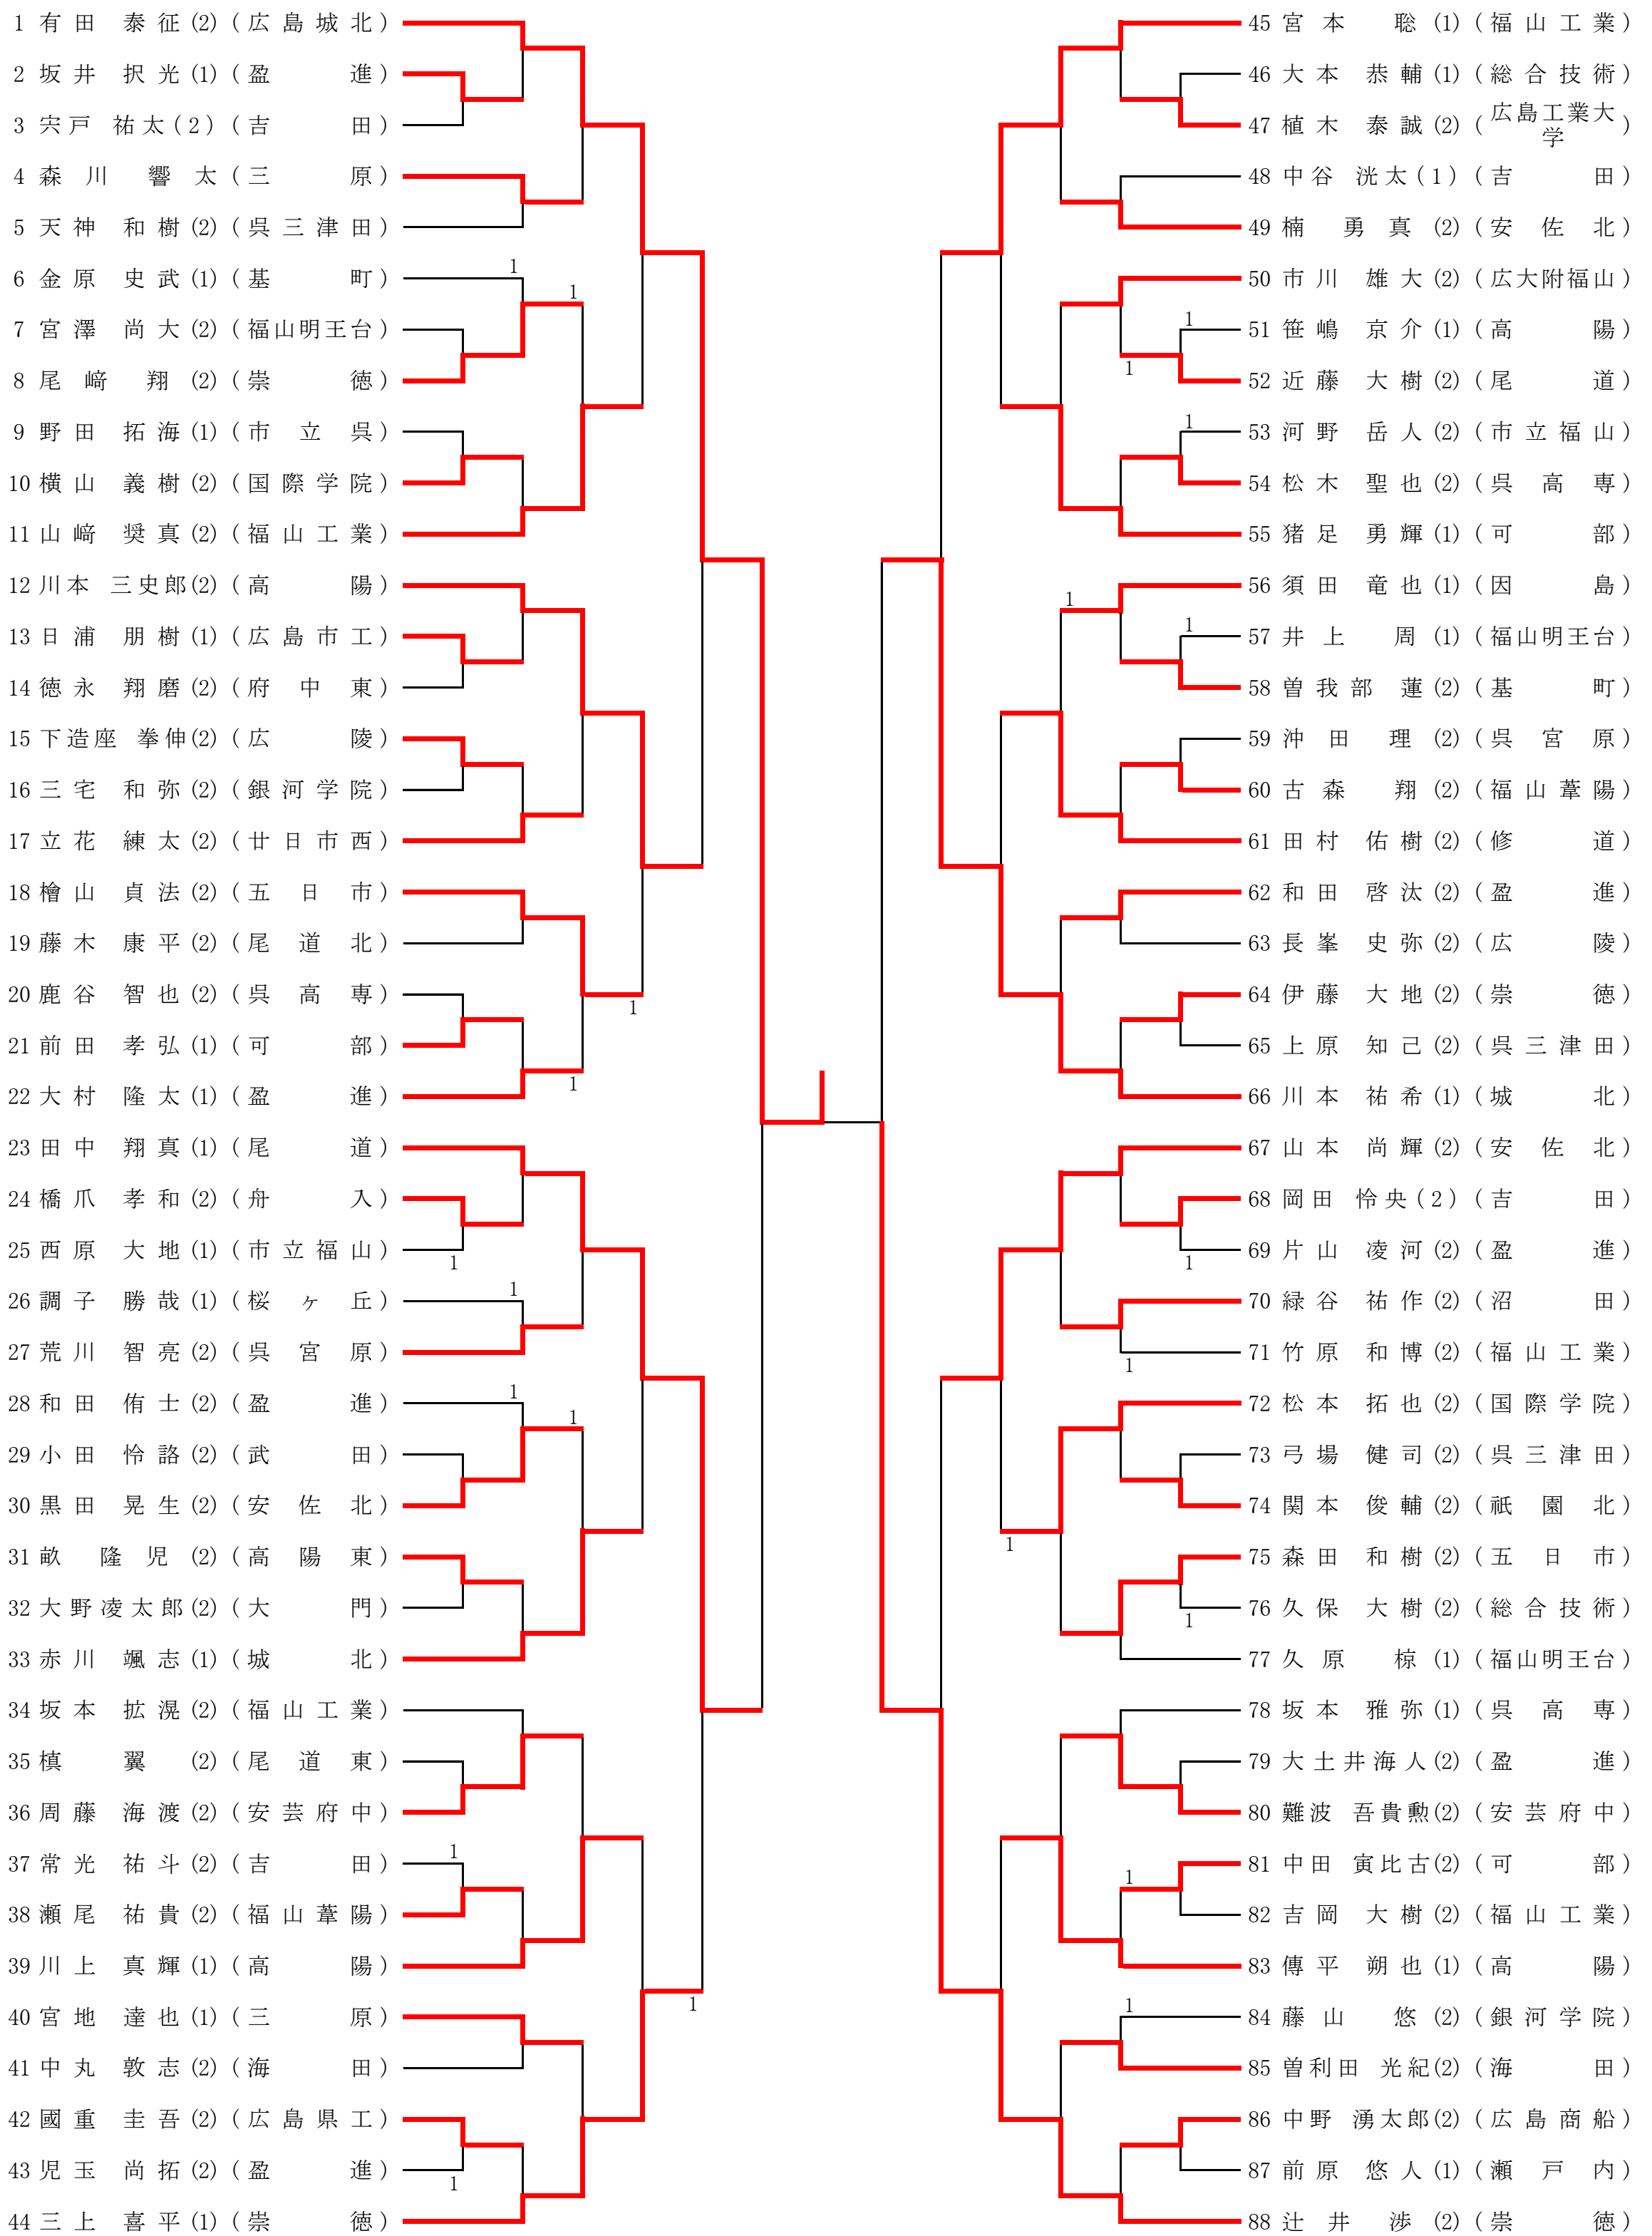 1 有田 泰征(2) (広島城北)
2 坂井 択光(1) (盈進)
3 宍戸 祐太(2) (吉田)
4 森川 響太 (三原)
5 天神 和樹(2) (呉三津田)
6 金原 史武(1) (基町)
1
1
7 宮澤 尚大(2) (福山明王台)
8 尾﨑 翔 (2) (崇徳)
9 野田 拓海(1) (市立呉)
10 横山 義樹(2) (国際学院)
11 山﨑 奨真(2) (福山工業)
12 川本 三史郎(2) (高陽)
13 日浦 朋樹(1) (広島市工)
14 徳永 翔磨(2) (府中東)
15 下造座 拳伸(2) (広陵)
16 三宅 和弥(2) (銀河学院)
17 立花 練太(2) (廿日市西)
18 檜山 貞法(2) (五日市)
19 藤木 康平(2) (尾道北)
20 鹿谷 智也(2) (呉高専)
1
21 前田 孝弘(1) (可部)
1
22 大村 隆太(1) (盈進)
23 田中 翔真(1) (尾道)
24 橋爪 孝和(2) (舟入)
25 西原 大地(1) (市立福山)
1
26 調子 勝哉(1) (桜ヶ丘)
1
27 荒川 智亮(2) (呉宮原)
28 和田 侑士(2) (盈進)
1
1
29 小田 怜詻(2) (武田)
30 黒田 晃生(2) (安佐北)
31 畝 隆児 (2) (高陽東)
32 大野凌太郎(2) (大門)
33 赤川 颯志(1) (城北)
34 坂本 拡滉(2) (福山工業)
35 槙 翼 (2) (尾道東)
36 周藤 海渡(2) (安芸府中)
37 常光 祐斗(2) (吉田)
1
38 瀬尾 祐貴(2) (福山葦陽)
39 川上 真輝(1) (高陽)
1
40 宮地 達也(1) (三原)
41 中丸 敦志(2) (海田)
42 國重 圭吾(2) (広島県工)
43 児玉 尚拓(2) (盈進)
1
44 三上 喜平(1) (崇徳)
45 宮本 聡 (1) (福山工業)
46 大本 恭輔(1) (総合技術)
47 植木 泰誠(2) (広島工業大学)
48 中谷 洸太(1) (吉田)
49 楠 勇真 (2) (安佐北)
50 市川 雄大(2) (広大附福山)
1
51 笹嶋 京介(1) (高陽)
1
52 近藤 大樹(2) (尾道)
1
53 河野 岳人(2) (市立福山)
54 松木 聖也(2) (呉高専)
55 猪足 勇輝(1) (可部)
56 須田 竜也(1) (因島)
1
1
57 井上 周 (1) (福山明王台)
58 曽我部 蓮(2) (基町)
59 沖田 理 (2) (呉宮原)
60 古森 翔 (2) (福山葦陽)
61 田村 佑樹(2) (修道)
62 和田 啓汰(2) (盈進)
63 長峯 史弥(2) (広陵)
64 伊藤 大地(2) (崇徳)
65 上原 知己(2) (呉三津田)
66 川本 祐希(1) (城北)
67 山本 尚輝(2) (安佐北)
68 岡田 怜央(2) (吉田)
69 片山 凌河(2) (盈進)
1
70 緑谷 祐作(2) (沼田)
71 竹原 和博(2) (福山工業)
1
72 松本 拓也(2) (国際学院)
73 弓場 健司(2) (呉三津田)
74 関本 俊輔(2) (祇園北)
1
75 森田 和樹(2) (五日市)
76 久保 大樹(2) (総合技術)
1
77 久原 椋 (1) (福山明王台)
78 坂本 雅弥(1) (呉高専)
79 大土井海人(2) (盈進)
80 難波 吾貴勲(2) (安芸府中)
81 中田 寅比古(2) (可部)
1
82 吉岡 大樹(2) (福山工業)
83 傳平 朔也(1) (高陽)
1
84 藤山 悠 (2) (銀河学院)
85 曽利田 光紀(2) (海田)
86 中野 湧太郎(2) (広島商船)
87 前原 悠人(1) (瀬戸内)
88 辻井 渉 (2) (崇徳)